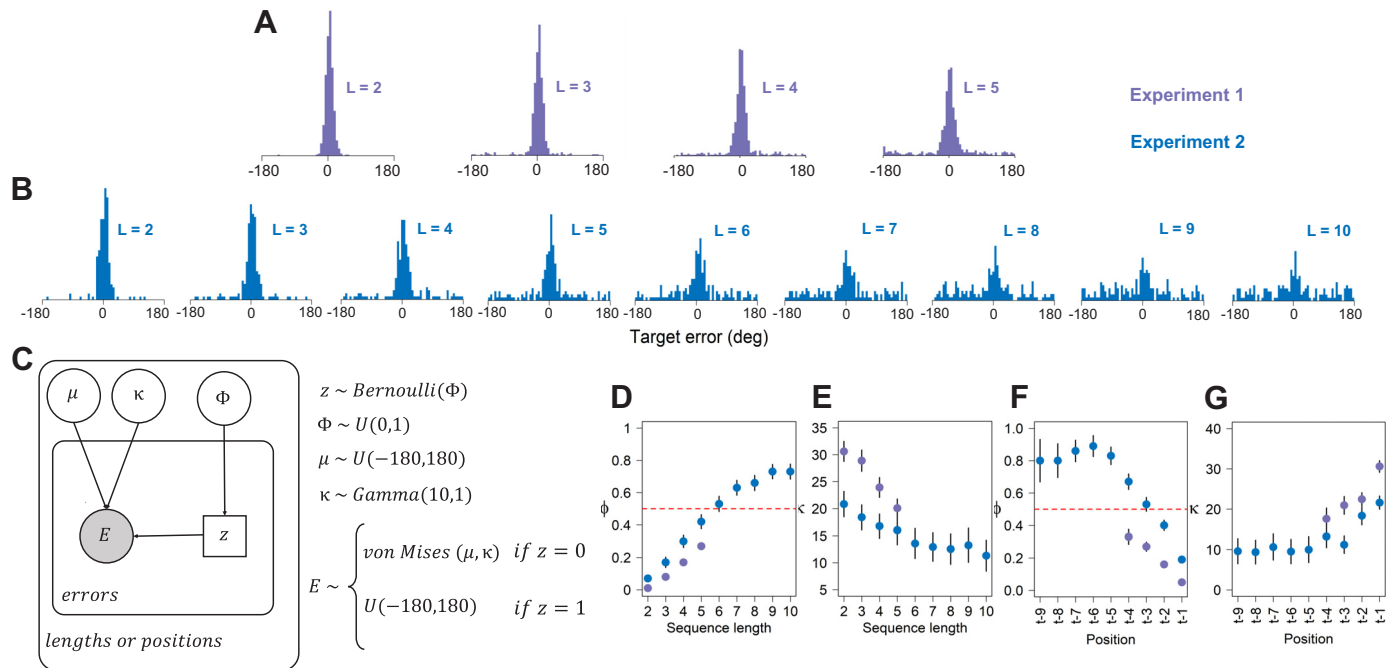 A
L = 2
L = 3
L = 4
L = 5
Experiment 1
Experiment 2
-180 0 180
-180 0 180
-180 0 180
-180 0 180
B
L = 2
L = 3
L = 4
L = 5
L = 6
L = 7
L = 8
L = 9
L = 10
-180 0 180
-180 0 180
-180 0 180
-180 0 180
-180 0 180
-180 0 180
-180 0 180
-180 0 180
-180 0 180
Target error (deg)
C
μ
κ
Φ
E
z
errors
lengths or positions
z ~ Bernoulli(Φ)
Φ ~ U(0,1)
μ ~ U(−180,180)
κ ~ Gamma(10,1)
E ~
von Mises (μ, κ) if z = 0
U(−180,180) if z = 1
D
1
0.8
0.6
0.4
0.2
0
ϕ
2 3 4 5 6 7 8 9 10
Sequence length
E
35
30
25
20
15
10
5
κ
2 3 4 5 6 7 8 9 10
Sequence length
F
1.0
0.8
0.6
0.4
0.2
0.0
ϕ
t-9 t-8 t-7 t-6 t-5 t-4 t-3 t-2 t-1
Position
G
40
30
20
10
0
κ
t-9 t-8 t-7 t-6 t-5 t-4 t-3 t-2 t-1
Position